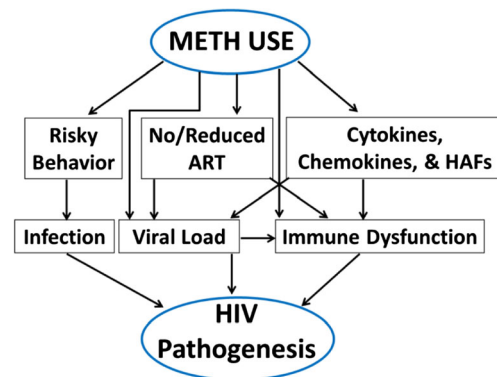 METH USE
Risky
Behavior
No/Reduced
ART
Cytokines,
Chemokines, & HAFs
Infection
Viral Load
Immune Dysfunction
HIV
Pathogenesis